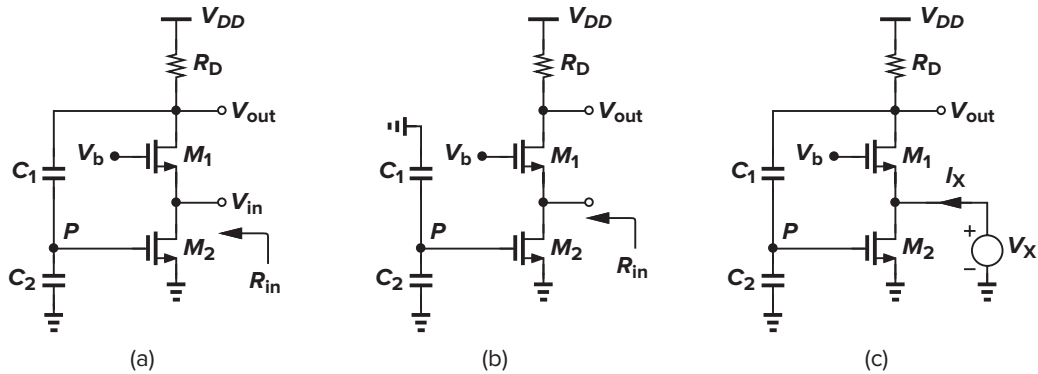 V_DD
R_D
V_out
V_b
M_1
C_1
V_in
P
M_2
C_2
R_in
(a)
V_DD
R_D
V_out
V_b
M_1
C_1
P
M_2
C_2
R_in
(b)
V_DD
R_D
V_out
V_b
M_1
C_1
I_X
P
M_2
+
V_X
−
C_2
(c)